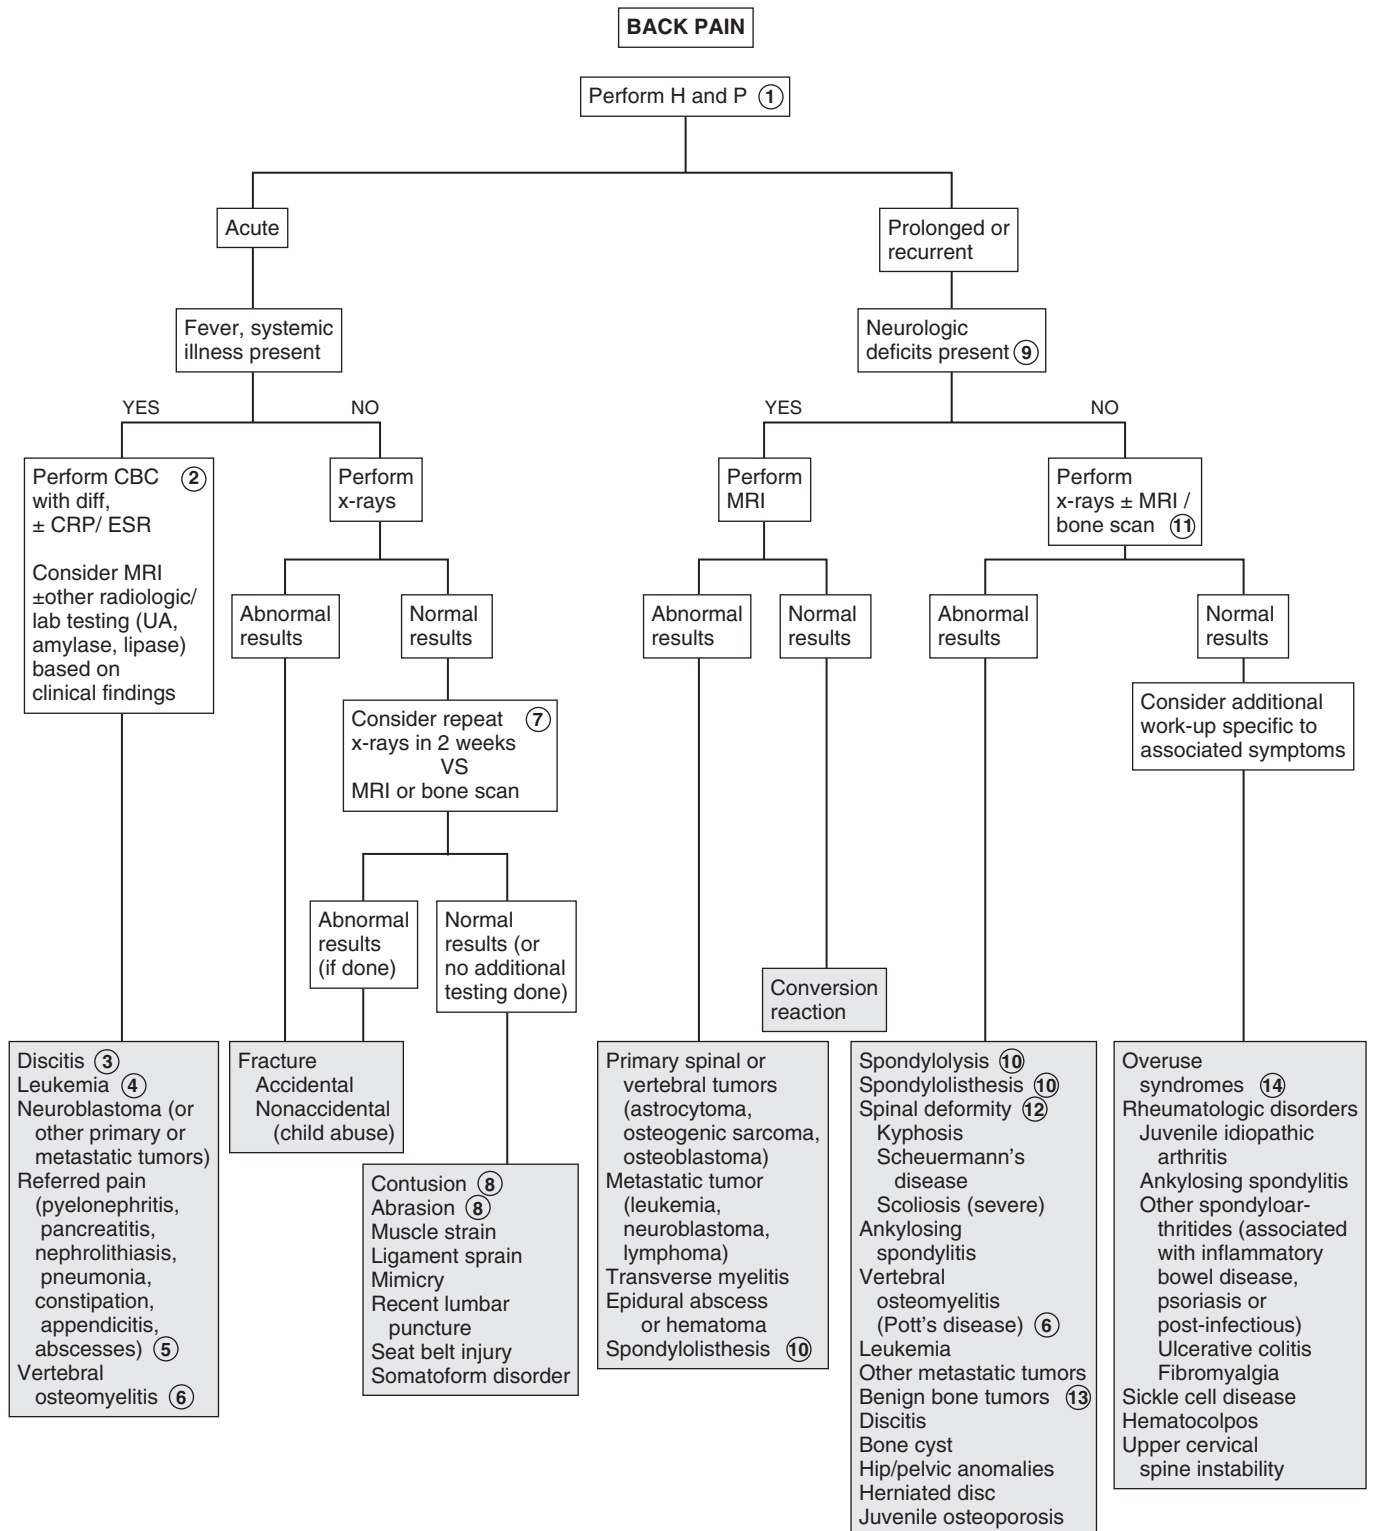 BACK PAIN
Perform H and P 1
Acute
Prolonged or
recurrent
Fever, systemic
illness present
Neurologic
deficits present 9
YES
NO
YES
NO
Perform CBC 2
with diff,
± CRP/ ESR
Consider MRI
±other radiologic/
lab testing (UA,
amylase, lipase)
based on
clinical findings
Perform
x-rays
Perform
MRI
Perform
x-rays ± MRI /
bone scan 11
Abnormal
results
Normal
results
Abnormal
results
Normal
results
Abnormal
results
Normal
results
Consider repeat 7
x-rays in 2 weeks
VS
MRI or bone scan
Consider additional
work-up specific to
associated symptoms
Abnormal
results
(if done)
Normal
results (or
no additional
testing done)
Conversion
reaction
Discitis 3
Leukemia 4
Neuroblastoma (or
other primary or
metastatic tumors)
Referred pain
(pyelonephritis,
pancreatitis,
nephrolithiasis,
pneumonia,
constipation,
appendicitis,
abscesses) 5
Vertebral
osteomyelitis 6
Fracture
Accidental
Nonaccidental
(child abuse)
Contusion 8
Abrasion 8
Muscle strain
Ligament sprain
Mimicry
Recent lumbar
puncture
Seat belt injury
Somatoform disorder
Primary spinal or
vertebral tumors
(astrocytoma,
osteogenic sarcoma,
osteoblastoma)
Metastatic tumor
(leukemia,
neuroblastoma,
lymphoma)
Transverse myelitis
Epidural abscess
or hematoma
Spondylolisthesis 10
Spondylolysis 10
Spondylolisthesis 10
Spinal deformity 12
Kyphosis
Scheuermann's
disease
Scoliosis (severe)
Ankylosing
spondylitis
Vertebral
osteomyelitis
(Pott's disease) 6
Leukemia
Other metastatic tumors
Benign bone tumors 13
Discitis
Bone cyst
Hip/pelvic anomalies
Herniated disc
Juvenile osteoporosis
Overuse
syndromes 14
Rheumatologic disorders
Juvenile idiopathic
arthritis
Ankylosing spondylitis
Other spondyloar-
thritides (associated
with inflammatory
bowel disease,
psoriasis or
post-infectious)
Ulcerative colitis
Fibromyalgia
Sickle cell disease
Hematocolpos
Upper cervical
spine instability